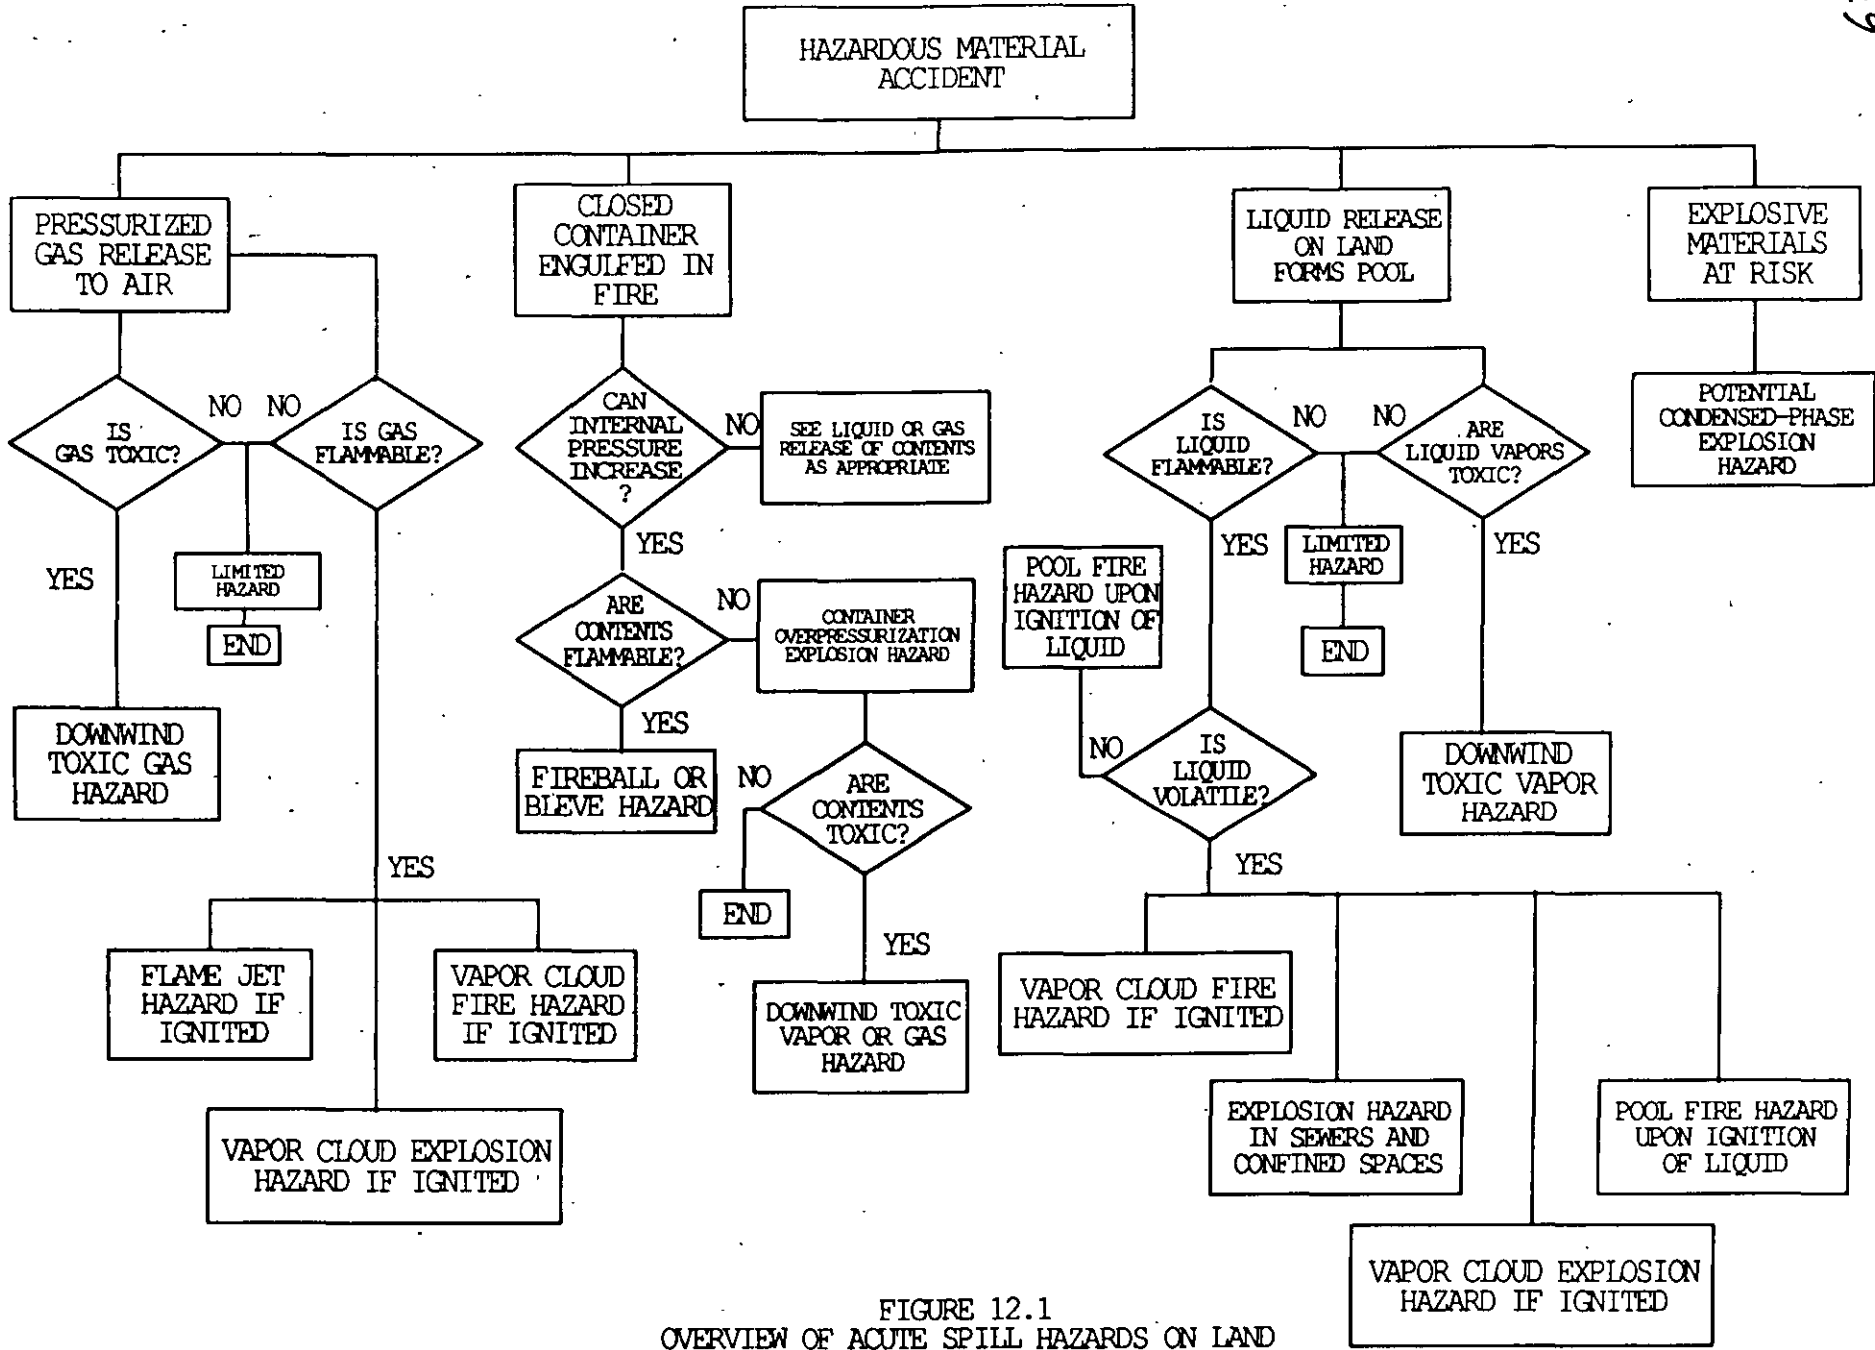 HAZARDOUS MATERIAL
ACCIDENT
PRESSURIZED
GAS RELEASE
TO AIR
CLOSED
CONTAINER
ENGULFED IN
FIRE
LIQUID RELEASE
ON LAND
FORMS POOL
EXPLOSIVE
MATERIALS
AT RISK
IS
GAS TOXIC?
NO
NO
IS GAS
FLAMMABLE?
CAN
INTERNAL
PRESSURE
INCREASE
?
NO
SEE LIQUID OR GAS
RELEASE OF CONTENTS
AS APPROPRIATE
IS
LIQUID
FLAMMABLE?
NO
NO
ARE
LIQUID VAPORS
TOXIC?
POTENTIAL
CONDENSED-PHASE
EXPLOSION
HAZARD
YES
LIMITED
HAZARD
END
YES
ARE
CONTENTS
FLAMMABLE?
NO
CONTAINER
OVERPRESSURIZATION
EXPLOSION HAZARD
POOL FIRE
HAZARD UPON
IGNITION OF
LIQUID
YES
LIMITED
HAZARD
END
YES
DOWNWIND
TOXIC GAS
HAZARD
YES
FIREBALL OR
BLEVE HAZARD
NO
ARE
CONTENTS
TOXIC?
NO
IS
LIQUID
VOLATILE?
DOWNWIND
TOXIC VAPOR
HAZARD
YES
END
YES
YES
FLAME JET
HAZARD IF
IGNITED
VAPOR CLOUD
FIRE HAZARD
IF IGNITED
DOWNWIND TOXIC
VAPOR OR GAS
HAZARD
VAPOR CLOUD FIRE
HAZARD IF IGNITED
VAPOR CLOUD EXPLOSION
HAZARD IF IGNITED
EXPLOSION HAZARD
IN SEWERS AND
CONFINED SPACES
POOL FIRE HAZARD
UPON IGNITION
OF LIQUID
VAPOR CLOUD EXPLOSION
HAZARD IF IGNITED
FIGURE 12.1
OVERVIEW OF ACUTE SPILL HAZARDS ON LAND